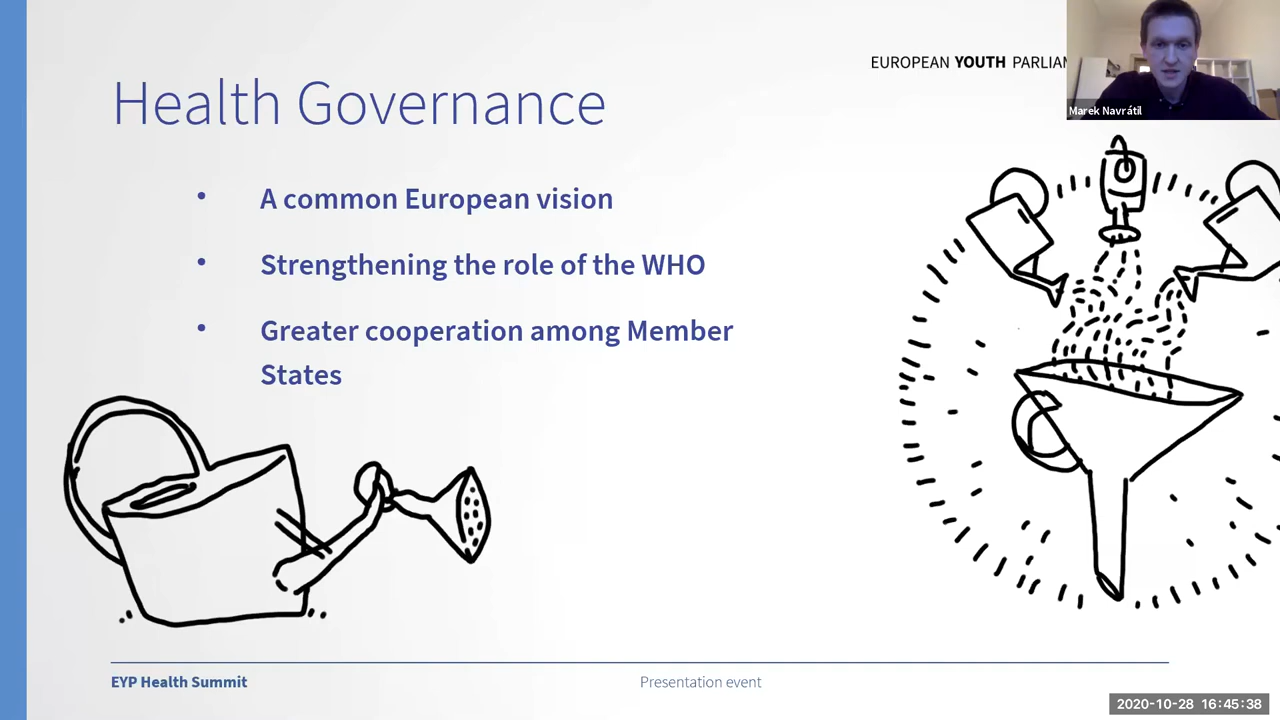 EUROPEAN YOUTH
Marek Navrátil
Health Governance
• A common European vision
• Strengthening the role of the WHO
• Greater cooperation among Member
States
EYP Health Summit
Presentation event
2020-10-28 16:45:38